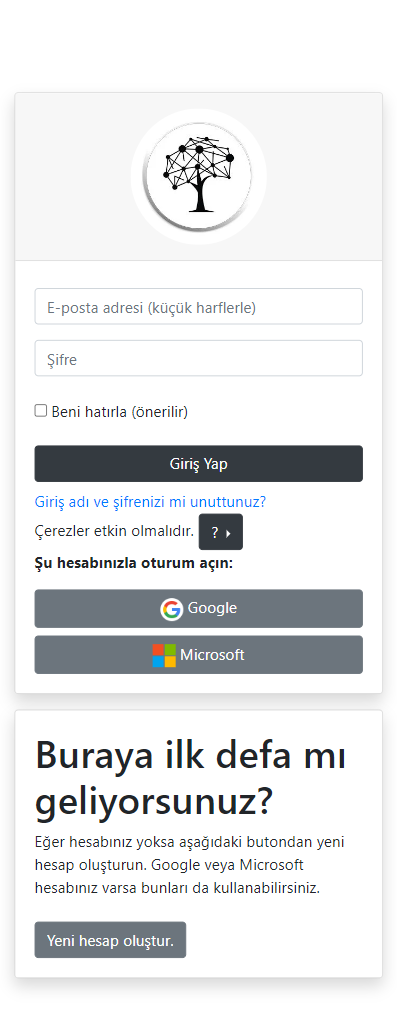 E-posta adresi (küçük harflerle)
Şifre
Beni hatırla (önerilir)
Giriş Yap
Giriş adı ve şifrenizi mi unuttunuz?
Çerezler etkin olmalıdır. ?
Şu hesabınızla oturum açın:
Google
Microsoft
Buraya ilk defa mı
geliyorsunuz?
Eğer hesabınız yoksa aşağıdaki butondan yeni
hesap oluşturun. Google veya Microsoft
hesabınız varsa bunları da kullanabilirsiniz.
Yeni hesap oluştur.